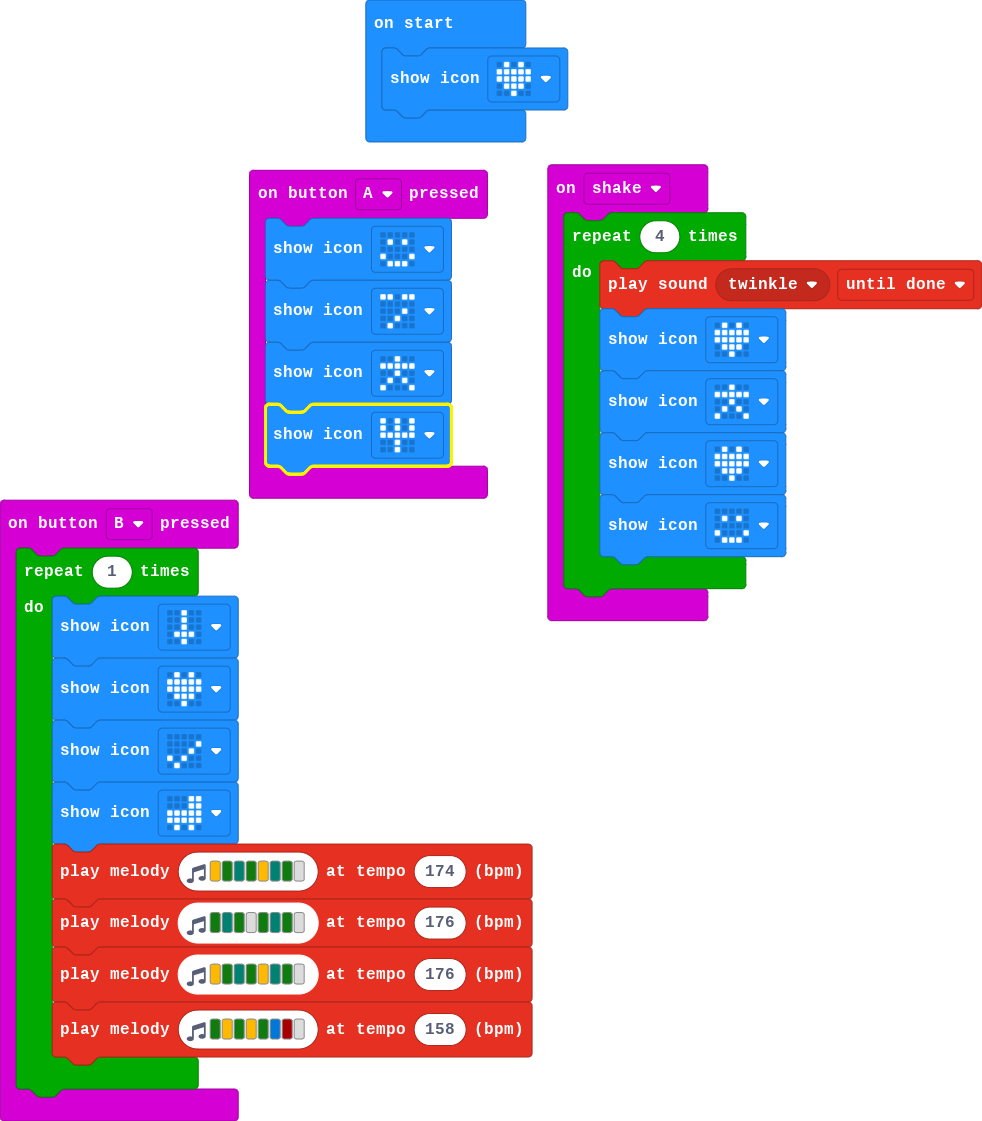 on start
show icon
on button A pressed
show icon
show icon
show icon
show icon
on shake
repeat 4 times
do
play sound twinkle until done
show icon
show icon
show icon
show icon
on button B pressed
repeat 1 times
do
show icon
show icon
show icon
show icon
play melody at tempo 174 (bpm)
play melody at tempo 176 (bpm)
play melody at tempo 176 (bpm)
play melody at tempo 158 (bpm)